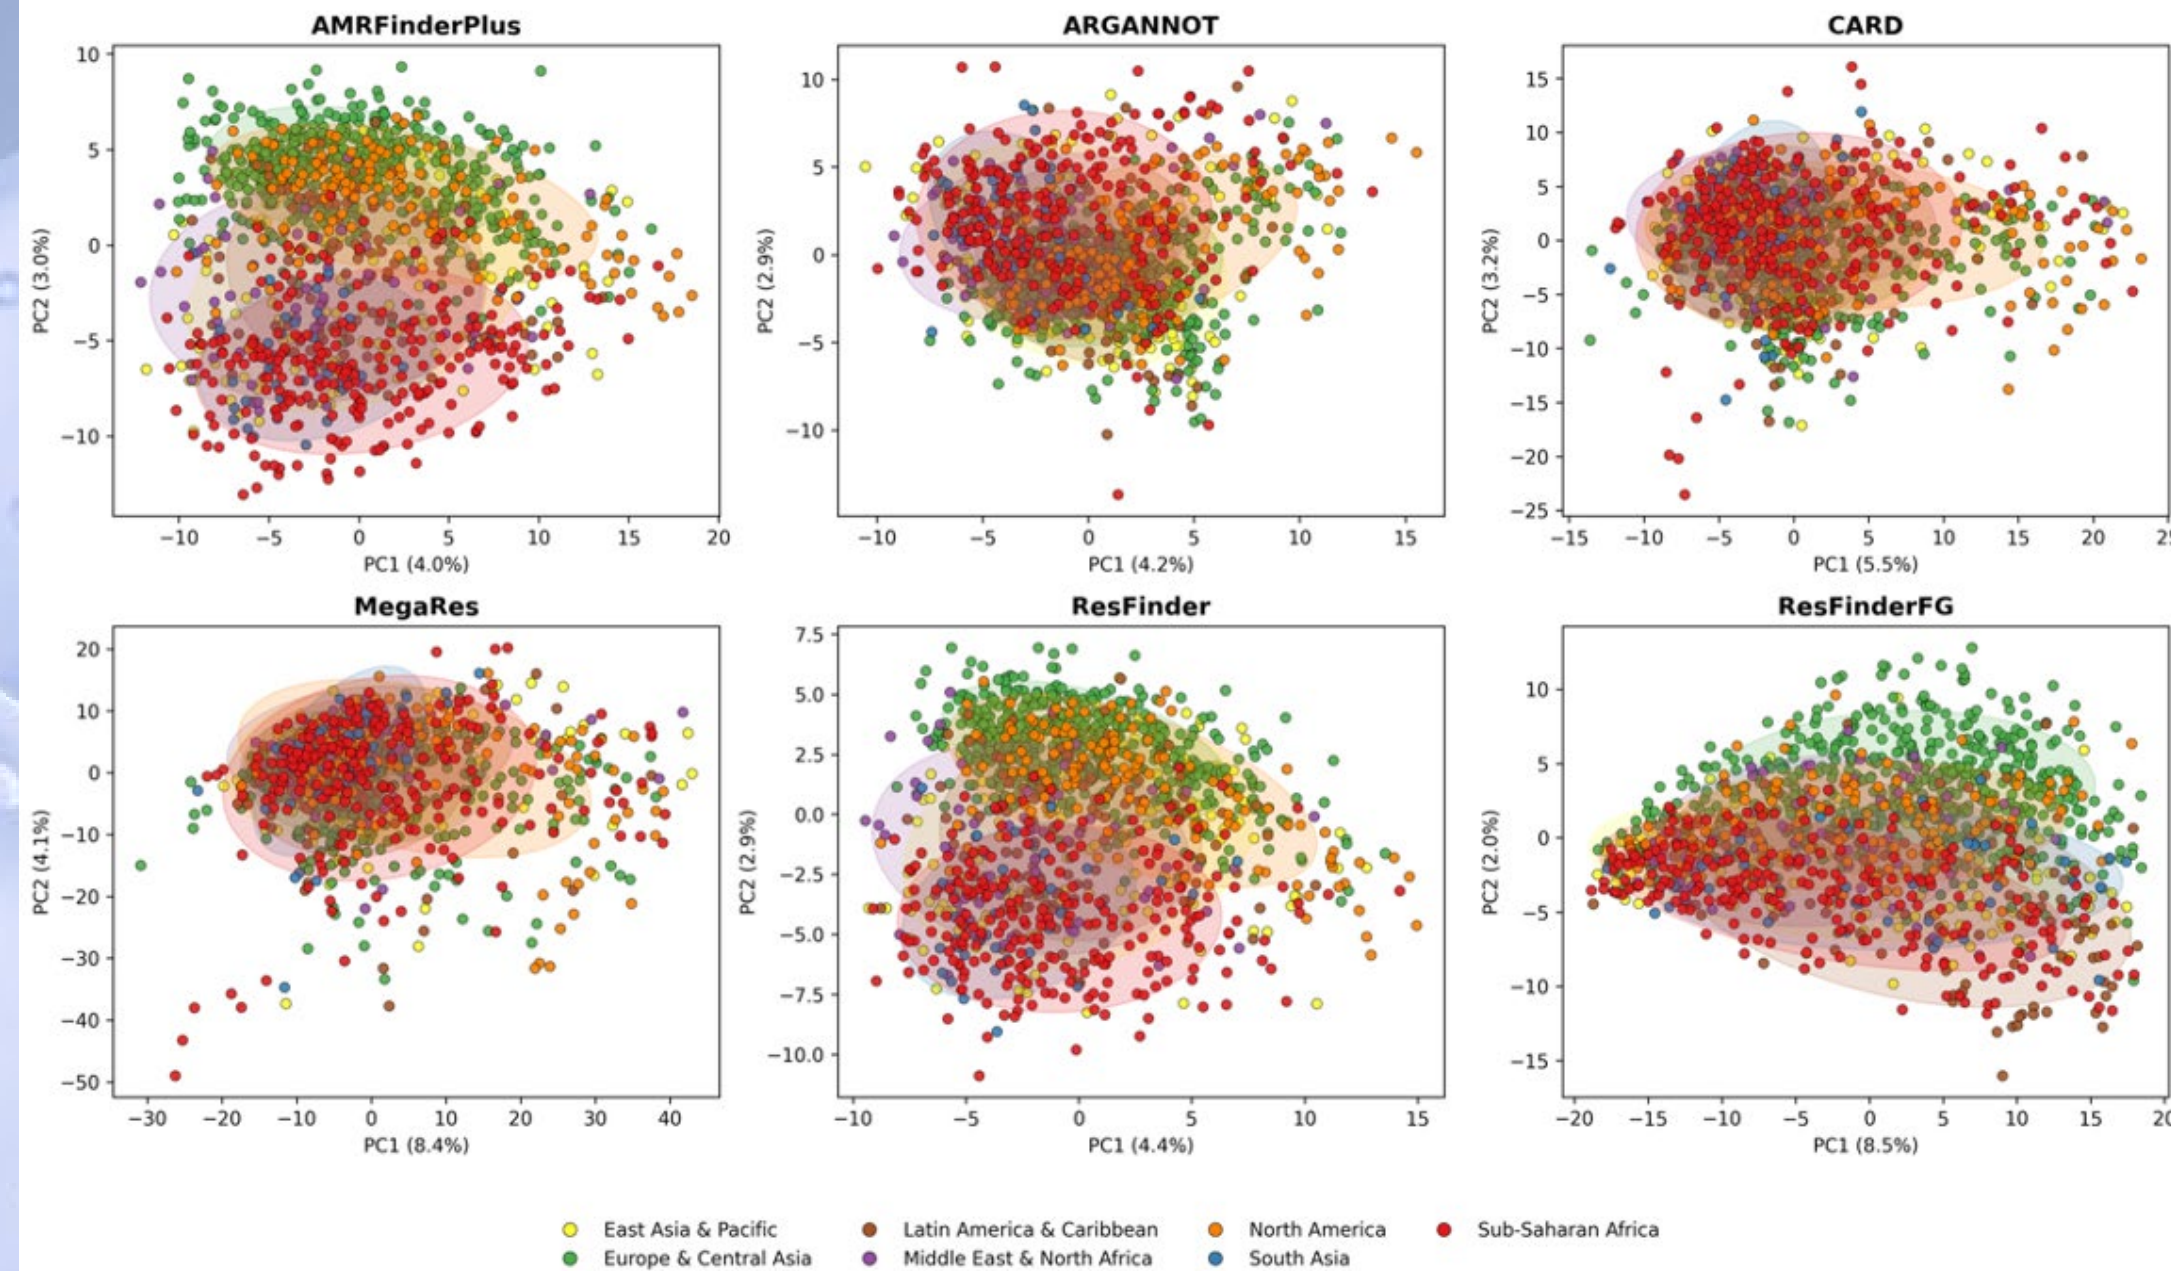 AMRFinderPlus
10
5
0
−5
−10
PC2 (3.0%)
−10 −5 0 5 10 15 20
PC1 (4.0%)
ARGANNOT
10
5
0
−5
−10
PC2 (2.9%)
−10 −5 0 5 10 15
PC1 (4.2%)
CARD
15
10
5
0
−5
−10
−15
−20
−25
PC2 (3.2%)
−15 −10 −5 0 5 10 15 20
PC1 (5.5%)
MegaRes
20
10
0
−10
−20
−30
−40
−50
PC2 (4.1%)
−30 −20 −10 0 10 20 30 40
PC1 (8.4%)
ResFinder
7.5
5.0
2.5
0.0
−2.5
−5.0
−7.5
−10.0
PC2 (2.9%)
−10 −5 0 5 10 15
PC1 (4.4%)
ResFinderFG
10
5
0
−5
−10
−15
PC2 (2.0%)
−20 −15 −10 −5 0 5 10 15
PC1 (8.5%)
East Asia & Pacific Latin America & Caribbean North America Sub-Saharan Africa
Europe & Central Asia Middle East & North Africa South Asia